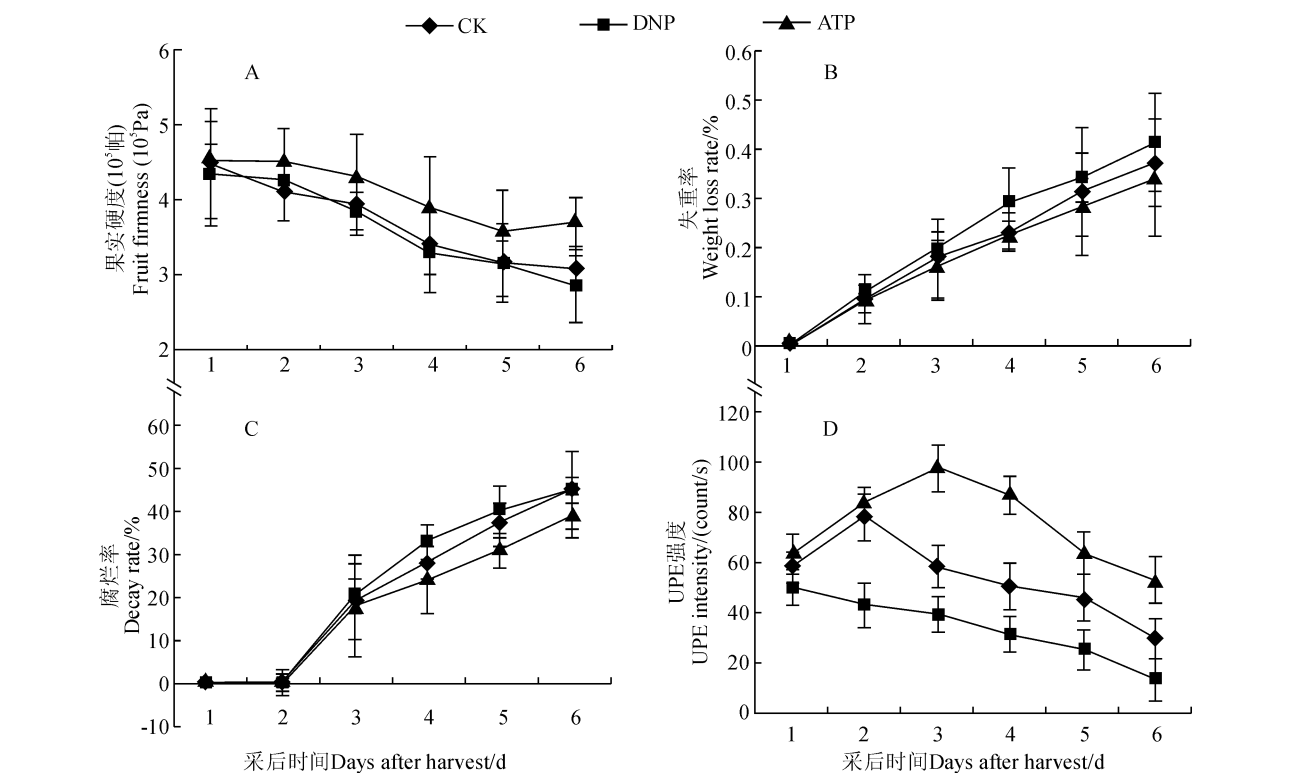 CK DNP ATP
A
果实硬度(10⁵帕)
Fruit firmness (10⁵Pa)
6
5
4
3
2
1 2 3 4 5 6
B
失重率
Weight loss rate/%
0.6
0.5
0.4
0.3
0.2
0.1
0
1 2 3 4 5 6
C
腐烂率
Decay rate/%
60
50
40
30
20
10
0
-10
1 2 3 4 5 6
采后时间Days after harvest/d
D
UPE强度
UPE intensity/(count/s)
120
100
80
60
40
20
0
1 2 3 4 5 6
采后时间Days after harvest/d